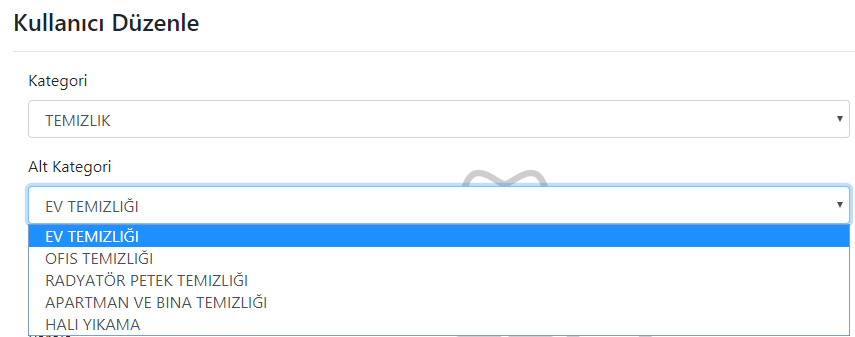 Kullanıcı Düzenle
Kategori
TEMIZLIK
Alt Kategori
EV TEMIZLIĞI
EV TEMIZLIĞI
OFIS TEMIZLIĞI
RADYATÖR PETEK TEMIZLIĞI
APARTMAN VE BINA TEMIZLIĞI
HALI YIKAMA